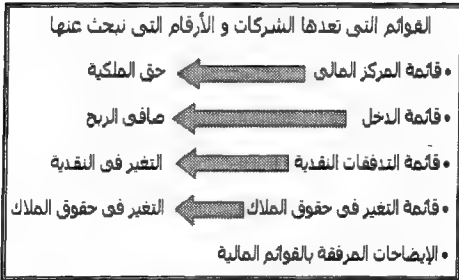 القوائم التى تعدها الشركات و الأرقام التى نبحث عنها
• قائمة المركز المالى حق الملكية
• قائمة الدخل صافى الربح
• قائمة التدفقات النقدية التغير فى النقدية
• قائمة التغير فى حقوق الملاك التغير فى حقوق الملاك
• الإيضاحات المرفقة بالقوائم المالية